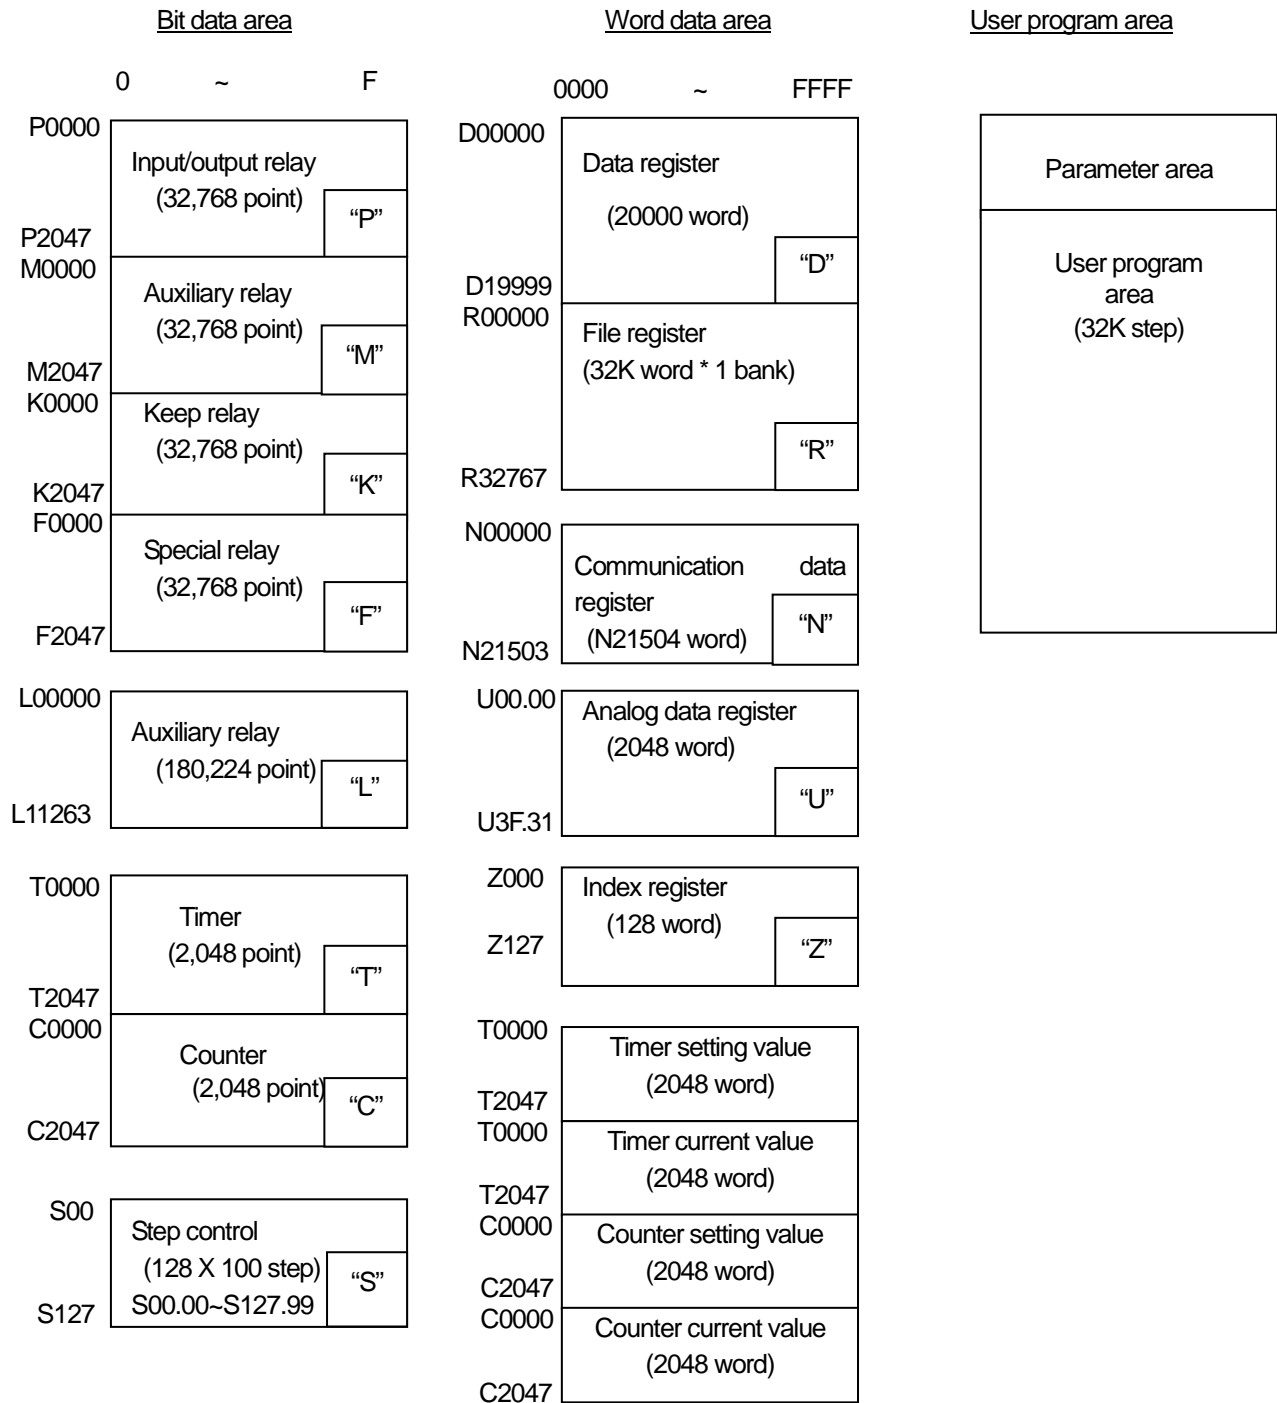 Bit data area
0 ~ F
P0000
Input/output relay
(32,768 point)
“P”
P2047
M0000
Auxiliary relay
(32,768 point)
“M”
M2047
K0000
Keep relay
(32,768 point)
“K”
K2047
F0000
Special relay
(32,768 point)
“F”
F2047
L00000
Auxiliary relay
(180,224 point)
“L”
L11263
T0000
Timer
(2,048 point)
“T”
T2047
C0000
Counter
(2,048 point)
“C”
C2047
S00
Step control
(128 X 100 step)
“S”
S00.00~S127.99
S127
Word data area
0000 ~ FFFF
D00000
Data register
(20000 word)
“D”
D19999
R00000
File register
(32K word * 1 bank)
“R”
R32767
N00000
Communication data
register
(N21504 word)
“N”
N21503
U00.00
Analog data register
(2048 word)
“U”
U3F.31
Z000
Index register
(128 word)
Z127
“Z”
T0000
Timer setting value
(2048 word)
T2047
T0000
Timer current value
(2048 word)
T2047
C0000
Counter setting value
(2048 word)
C2047
C0000
Counter current value
(2048 word)
C2047
User program area
Parameter area
User program
area
(32K step)